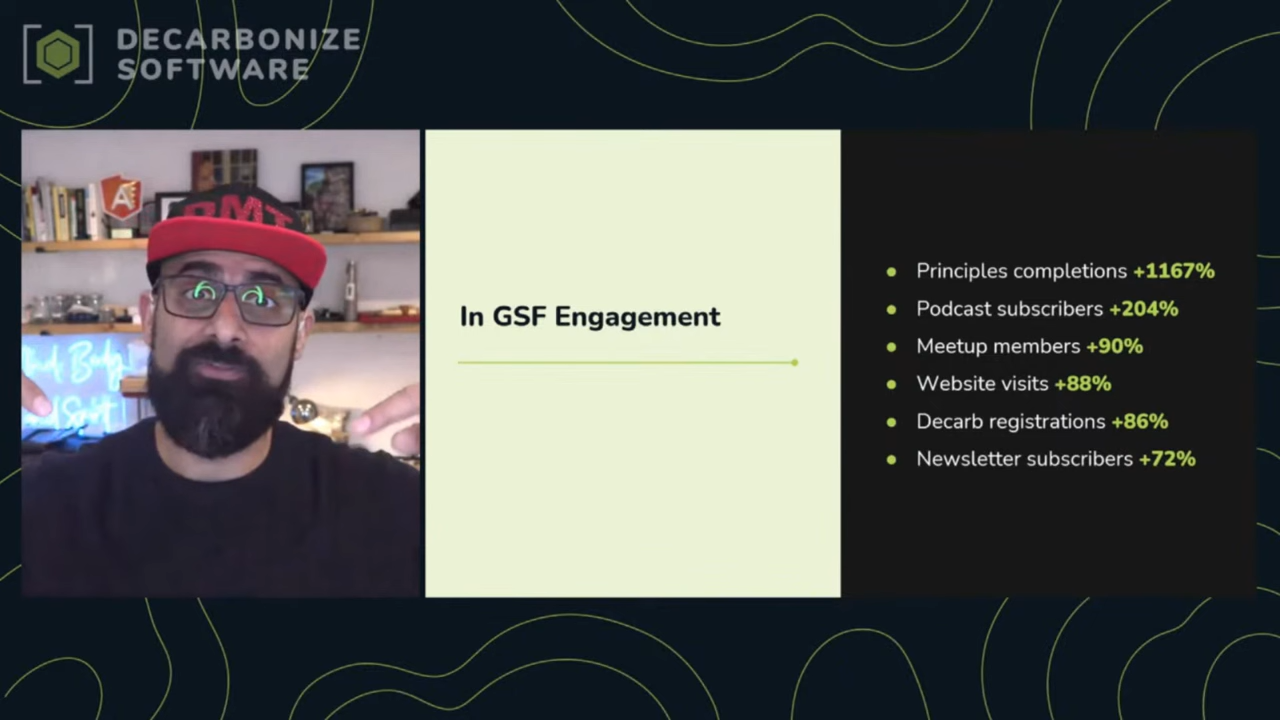 DECARBONIZE
SOFTWARE
In GSF Engagement
Principles completions +1167%
Podcast subscribers +204%
Meetup members +90%
Website visits +88%
Decarb registrations +86%
Newsletter subscribers +72%